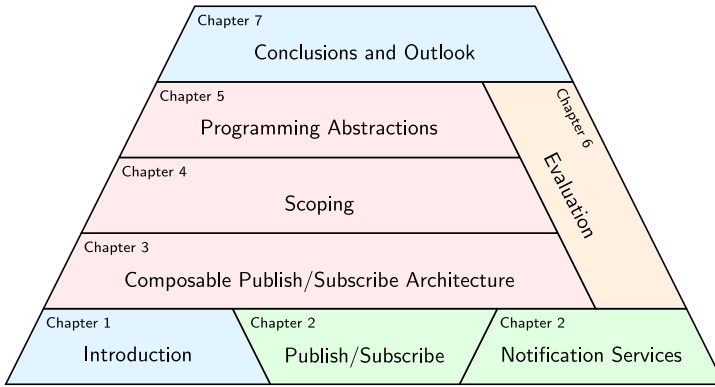 Chapter 7
Conclusions and Outlook
Chapter 5
Programming Abstractions
Chapter 6
Evaluation
Chapter 4
Scoping
Chapter 3
Composable Publish/Subscribe Architecture
Chapter 1
Introduction
Chapter 2
Publish/Subscribe
Chapter 2
Notification Services